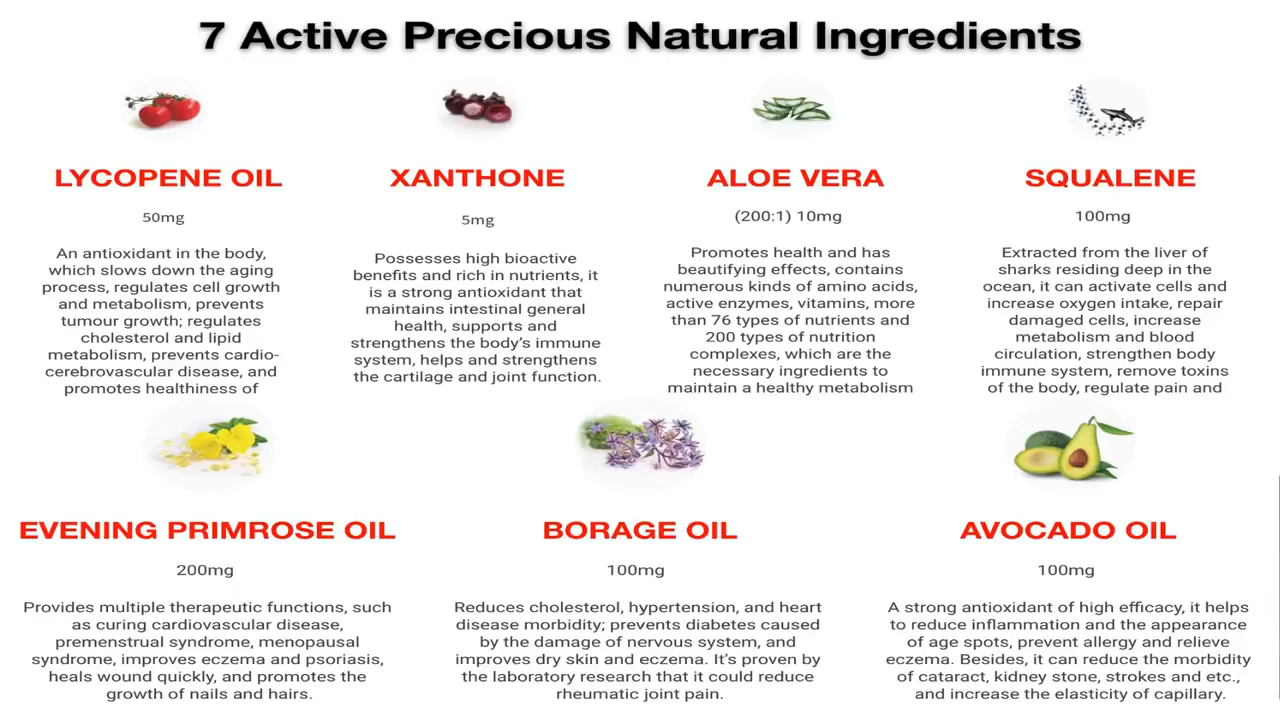 7 Active Precious Natural Ingredients
LYCOPENE OIL
50mg
An antioxidant in the body,
which slows down the aging
process, regulates cell growth
and metabolism, prevents
tumour growth; regulates
cholesterol and lipid
metabolism, prevents cardio-
cerebrovascular disease, and
promotes healthiness of
XANTHONE
5mg
Possesses high bioactive
benefits and rich in nutrients, it
is a strong antioxidant that
maintains intestinal general
health, supports and
strengthens the body's immune
system, helps and strengthens
the cartilage and joint function.
ALOE VERA
(200:1) 10mg
Promotes health and has
beautifying effects, contains
numerous kinds of amino acids,
active enzymes, vitamins, more
than 76 types of nutrients and
200 types of nutrition
complexes, which are the
necessary ingredients to
maintain a healthy metabolism
SQUALENE
100mg
Extracted from the liver of
sharks residing deep in the
ocean, it can activate cells and
increase oxygen intake, repair
damaged cells, increase
metabolism and blood
circulation, strengthen body
immune system, remove toxins
of the body, regulate pain and
EVENING PRIMROSE OIL
200mg
Provides multiple therapeutic functions, such
as curing cardiovascular disease,
premenstrual syndrome, menopausal
syndrome, improves eczema and psoriasis,
heals wound quickly, and promotes the
growth of nails and hairs.
BORAGE OIL
100mg
Reduces cholesterol, hypertension, and heart
disease morbidity; prevents diabetes caused
by the damage of nervous system, and
improves dry skin and eczema. It's proven by
the laboratory research that it could reduce
rheumatic joint pain.
AVOCADO OIL
100mg
A strong antioxidant of high efficacy, it helps
to reduce inflammation and the appearance
of age spots, prevent allergy and relieve
eczema. Besides, it can reduce the morbidity
of cataract, kidney stone, strokes and etc.,
and increase the elasticity of capillary.